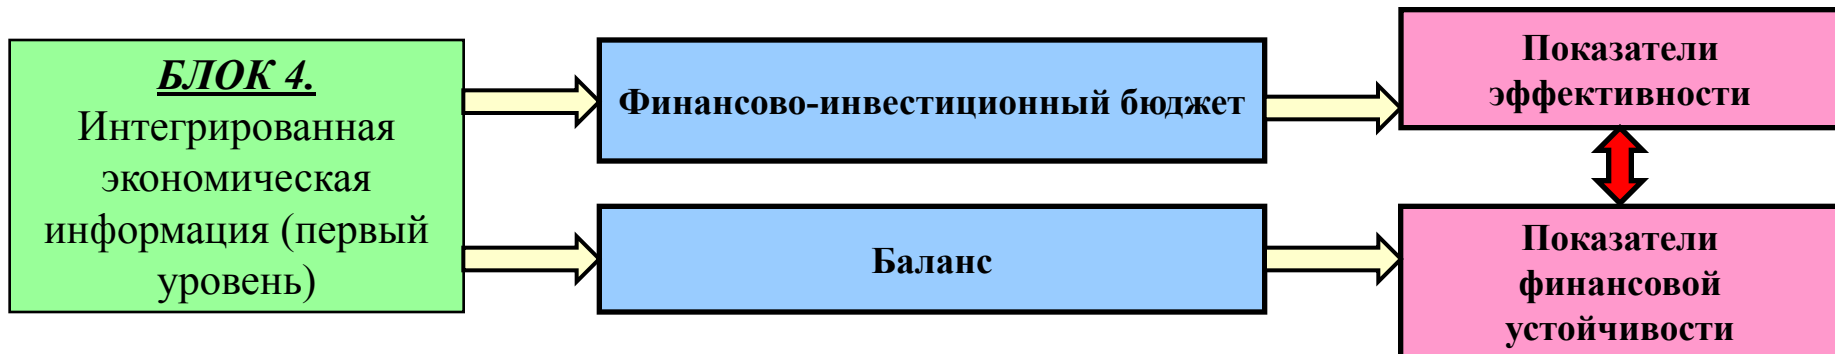 БЛОК 4.
Интегрированная
экономическая
информация (первый
уровень)
Финансово-инвестиционный бюджет
Баланс
Показатели
эффективности
Показатели
финансовой
устойчивости